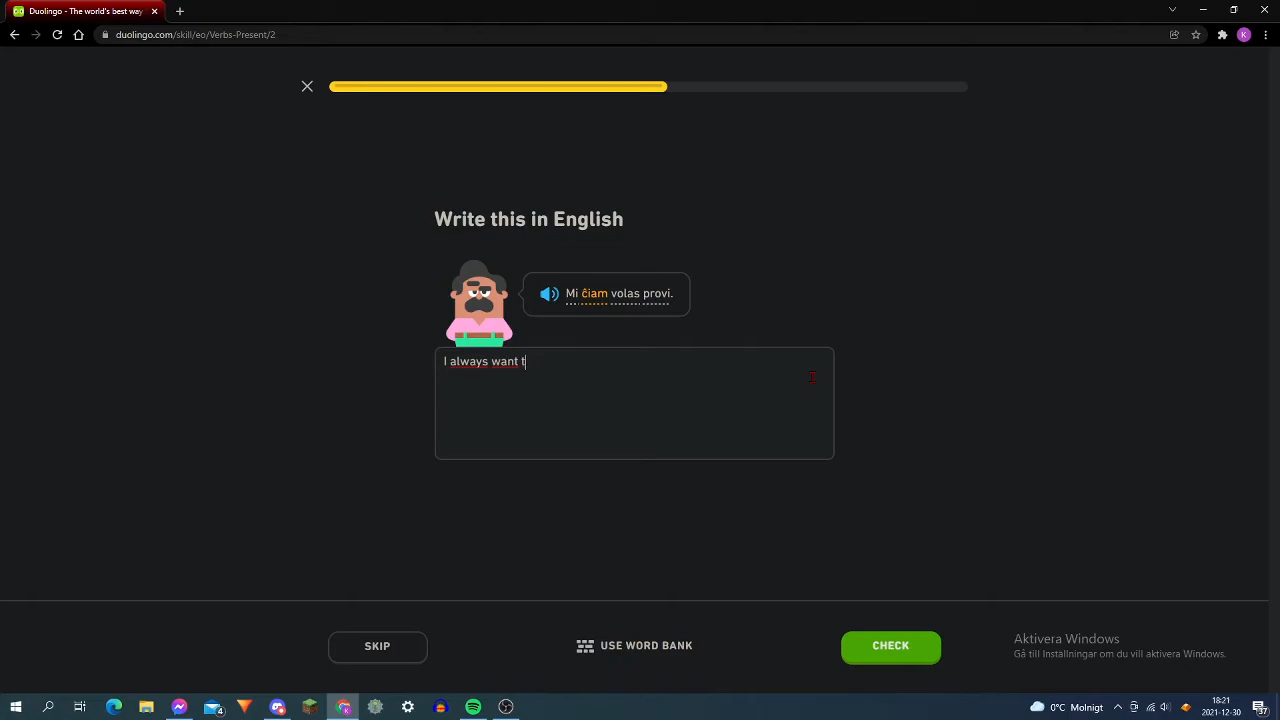 Duolingo - The world's best way
duolingo.com/skill/eo/Verbs-Present/2
K
Write this in English
Mi ĉiam volas provi.
I always want t
SKIP
USE WORD BANK
CHECK
Aktivera Windows
Gå till Inställningar om du vill aktivera Windows.
4
K
0°C Molnigt
18:21
2021-12-30